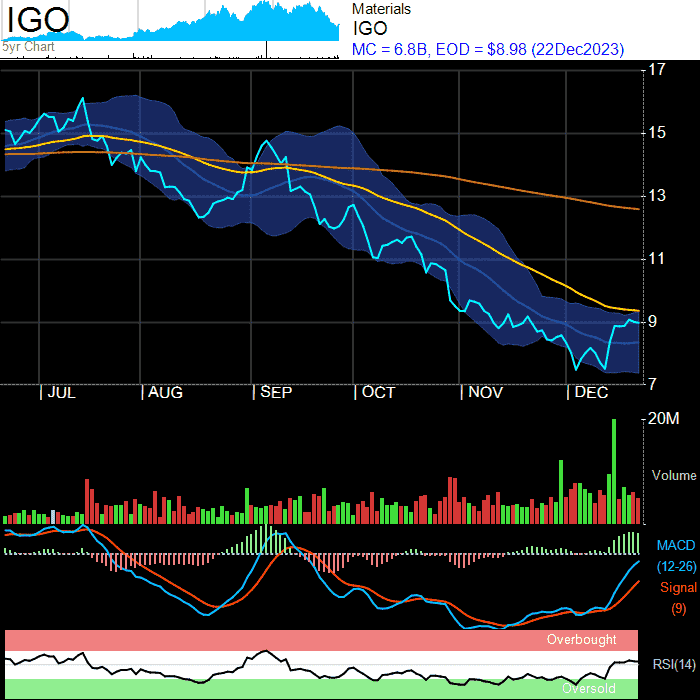 IGO
5yr Chart
Materials
IGO
MC = 6.8B, EOD = $8.98 (22Dec2023)
17
15
13
11
9
7
JUL AUG SEP OCT NOV DEC
20M
Volume
MACD
(12-26)
Signal
(9)
Overbought
RSI(14)
Oversold